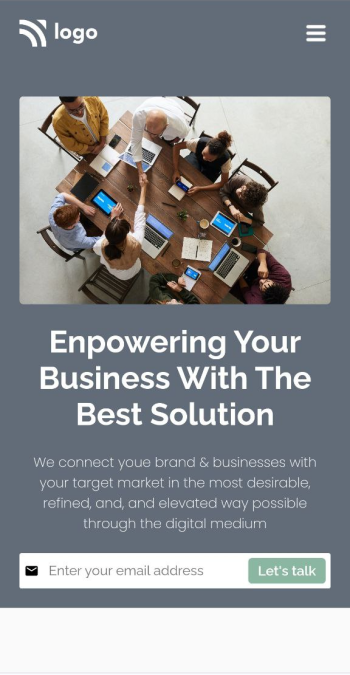 logo
Enpowering Your
Business With The
Best Solution
We connect youe brand & businesses with
your target market in the most desirable,
refined, and, and elevated way possible
through the digital medium
Enter your email address
Let's talk